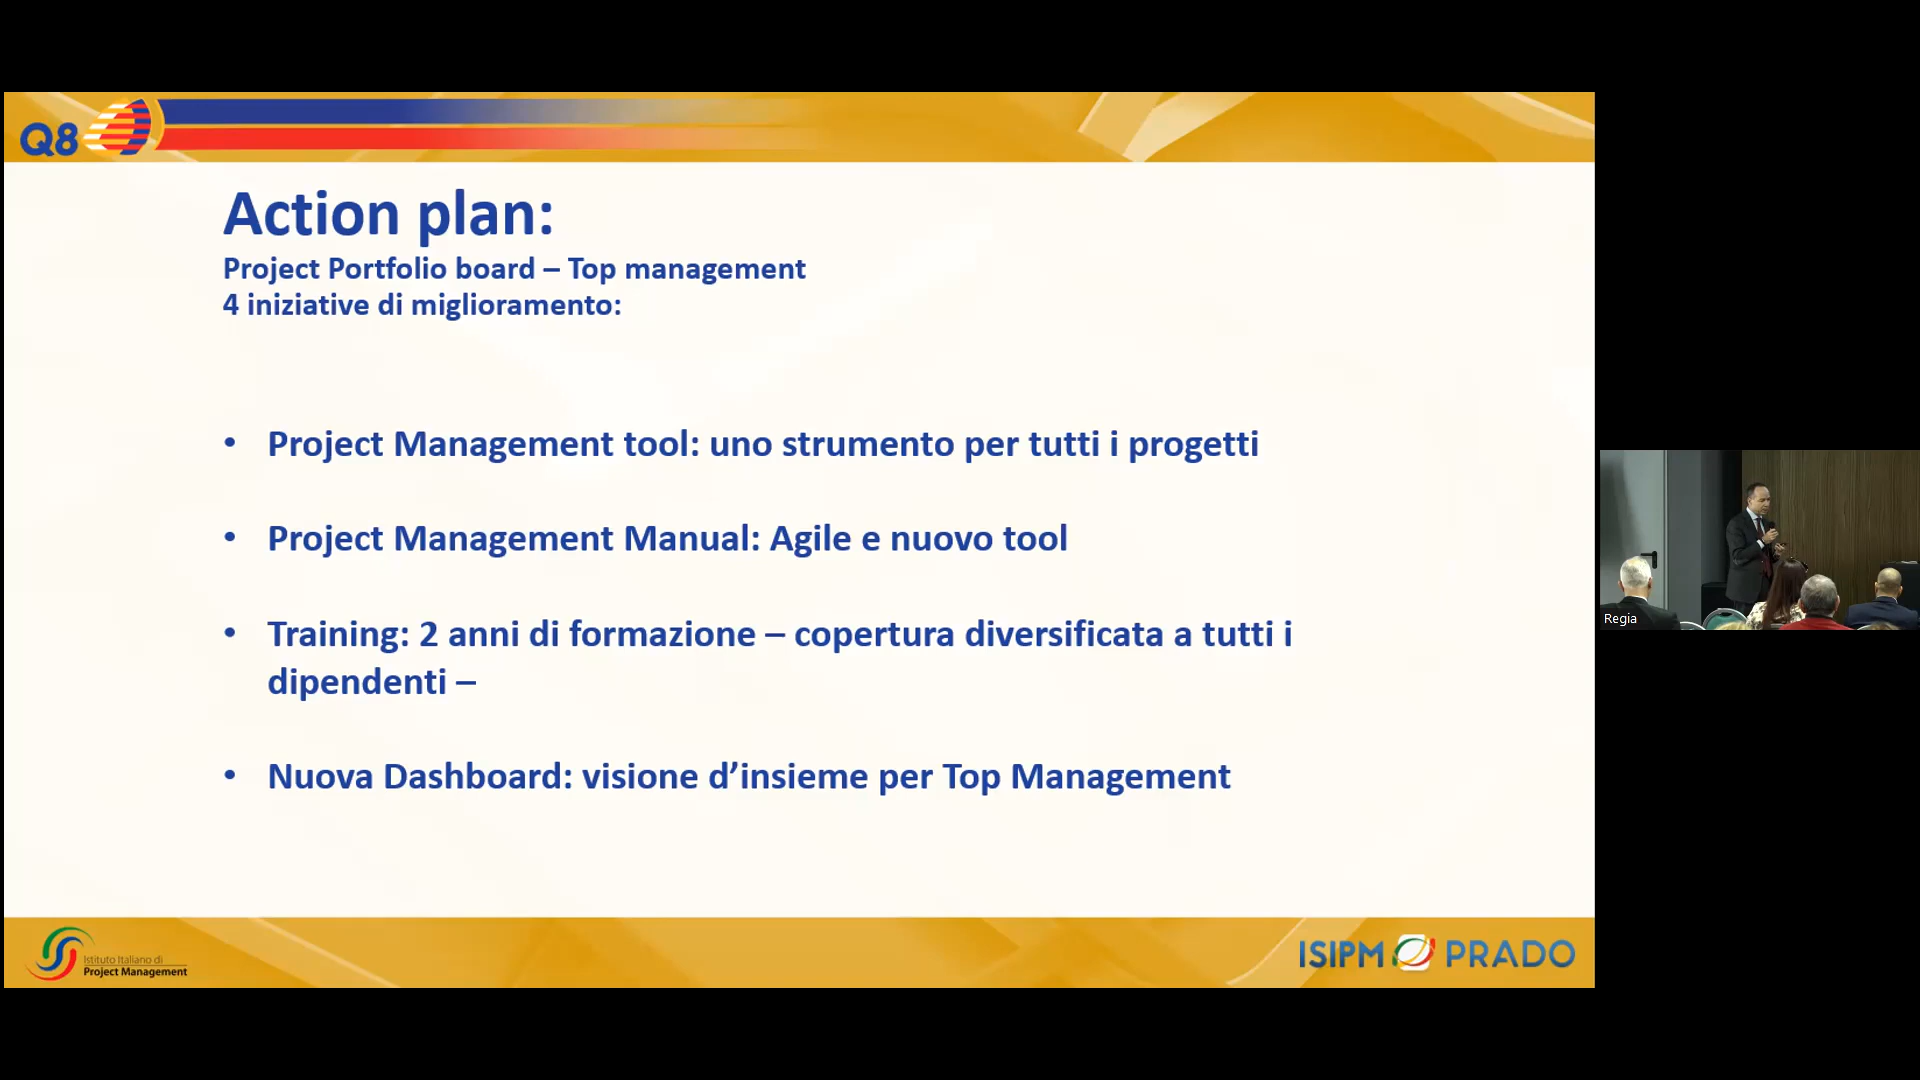 Q8
Action plan:
Project Portfolio board – Top management
4 iniziative di miglioramento:
• Project Management tool: uno strumento per tutti i progetti
• Project Management Manual: Agile e nuovo tool
• Training: 2 anni di formazione – copertura diversificata a tutti i
dipendenti –
• Nuova Dashboard: visione d’insieme per Top Management
Regia
Istituto Italiano di
Project Management
ISIPM PRADO